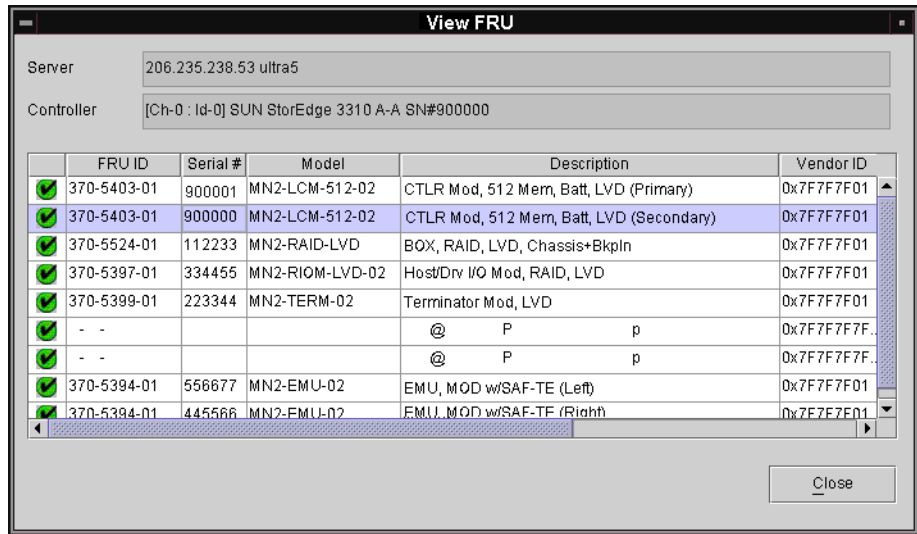 View FRU
Server 206.235.238.53 ultra5
Controller [Ch-0 : Id-0] SUN StorEdge 3310 A-A SN#900000
FRU ID Serial # Model Description Vendor ID
370-5403-01 900001 MN2-LCM-512-02 CTLR Mod, 512 Mem, Batt, LVD (Primary) 0x7F7F7F01
370-5403-01 900000 MN2-LCM-512-02 CTLR Mod, 512 Mem, Batt, LVD (Secondary) 0x7F7F7F01
370-5524-01 112233 MN2-RAID-LVD BOX, RAID, LVD, Chassis+Bkpln 0x7F7F7F01
370-5397-01 334455 MN2-RIOM-LVD-02 Host/Drv I/O Mod, RAID, LVD 0x7F7F7F01
370-5399-01 223344 MN2-TERM-02 Terminator Mod, LVD 0x7F7F7F01
- - @ P p 0x7F7F7F7F..
- - @ P p 0x7F7F7F7F..
370-5394-01 556677 MN2-EMU-02 EMU, MOD w/SAF-TE (Left) 0x7F7F7F01
370-5394-01 445566 MN2-EMU-02 EMU, MOD w/SAF-TE (Right) 0x7F7F7F01
Close